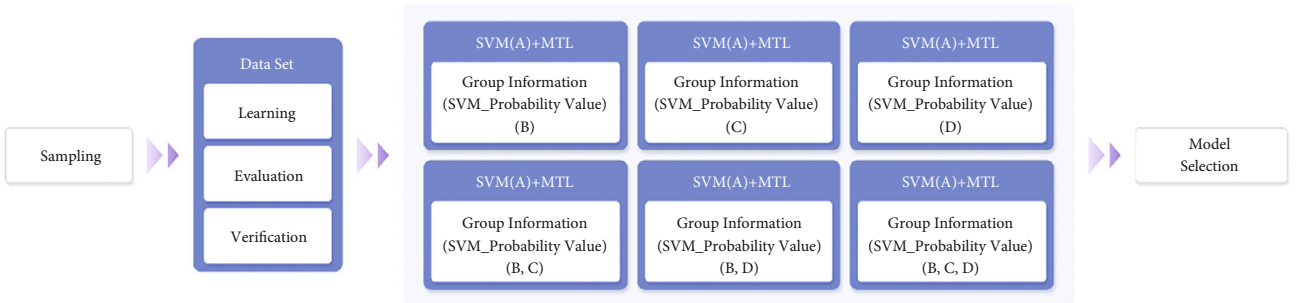 Sampling
Data Set
Learning
Evaluation
Verification
SVM(A)+MTL
Group Information
(SVM_Probability Value)
(B)
SVM(A)+MTL
Group Information
(SVM_Probability Value)
(C)
SVM(A)+MTL
Group Information
(SVM_Probability Value)
(D)
SVM(A)+MTL
Group Information
(SVM_Probability Value)
(B, C)
SVM(A)+MTL
Group Information
(SVM_Probability Value)
(B, D)
SVM(A)+MTL
Group Information
(SVM_Probability Value)
(B, C, D)
Model
Selection